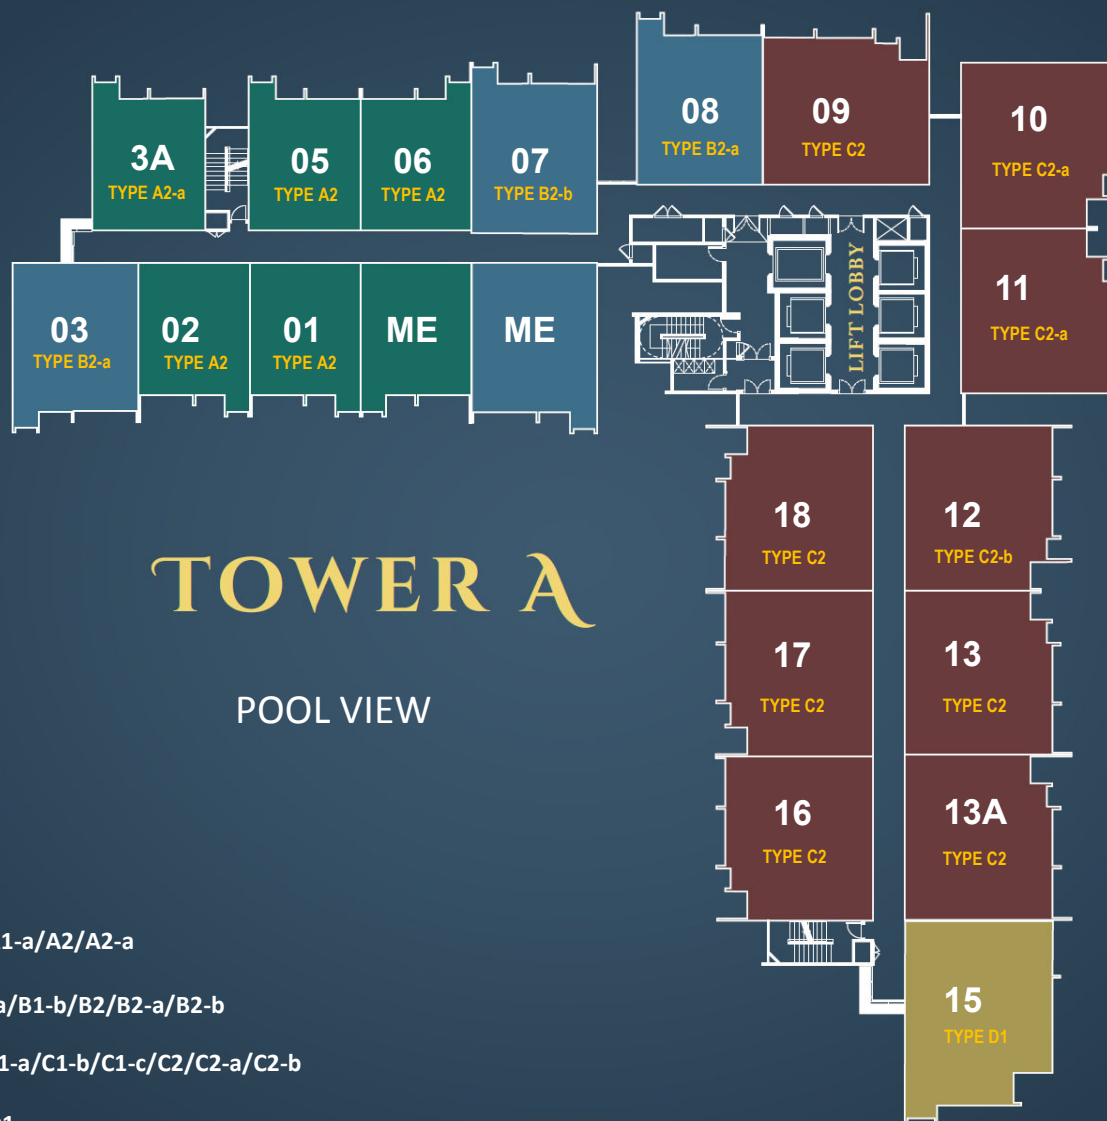 08
TYPE B2-a
09
TYPE C2
10
TYPE C2-a
3A
TYPE A2-a
05
TYPE A2
06
TYPE A2
07
TYPE B2-b
03
TYPE B2-a
02
TYPE A2
01
TYPE A2
ME
ME
LIFT LOBBY
11
TYPE C2-a
18
TYPE C2
12
TYPE C2-b
TOWER A
POOL VIEW
17
TYPE C2
13
TYPE C2
16
TYPE C2
13A
TYPE C2
15
TYPE D1
1-a/A2/A2-a
a/B1-b/B2/B2-a/B2-b
1-a/C1-b/C1-c/C2/C2-a/C2-b